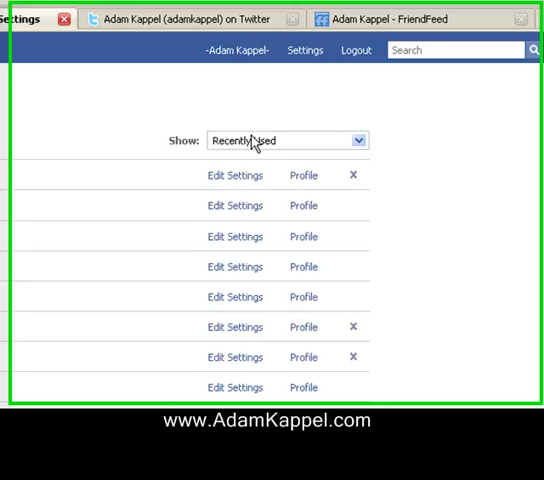 Settings Adam Kappel (adamkappel) on Twitter Adam Kappel - FriendFeed
-Adam Kappel- Settings Logout Search
Show: Recently Used
Edit Settings Profile X
Edit Settings Profile
Edit Settings Profile
Edit Settings Profile
Edit Settings Profile
Edit Settings Profile X
Edit Settings Profile X
Edit Settings Profile
www.AdamKappel.com